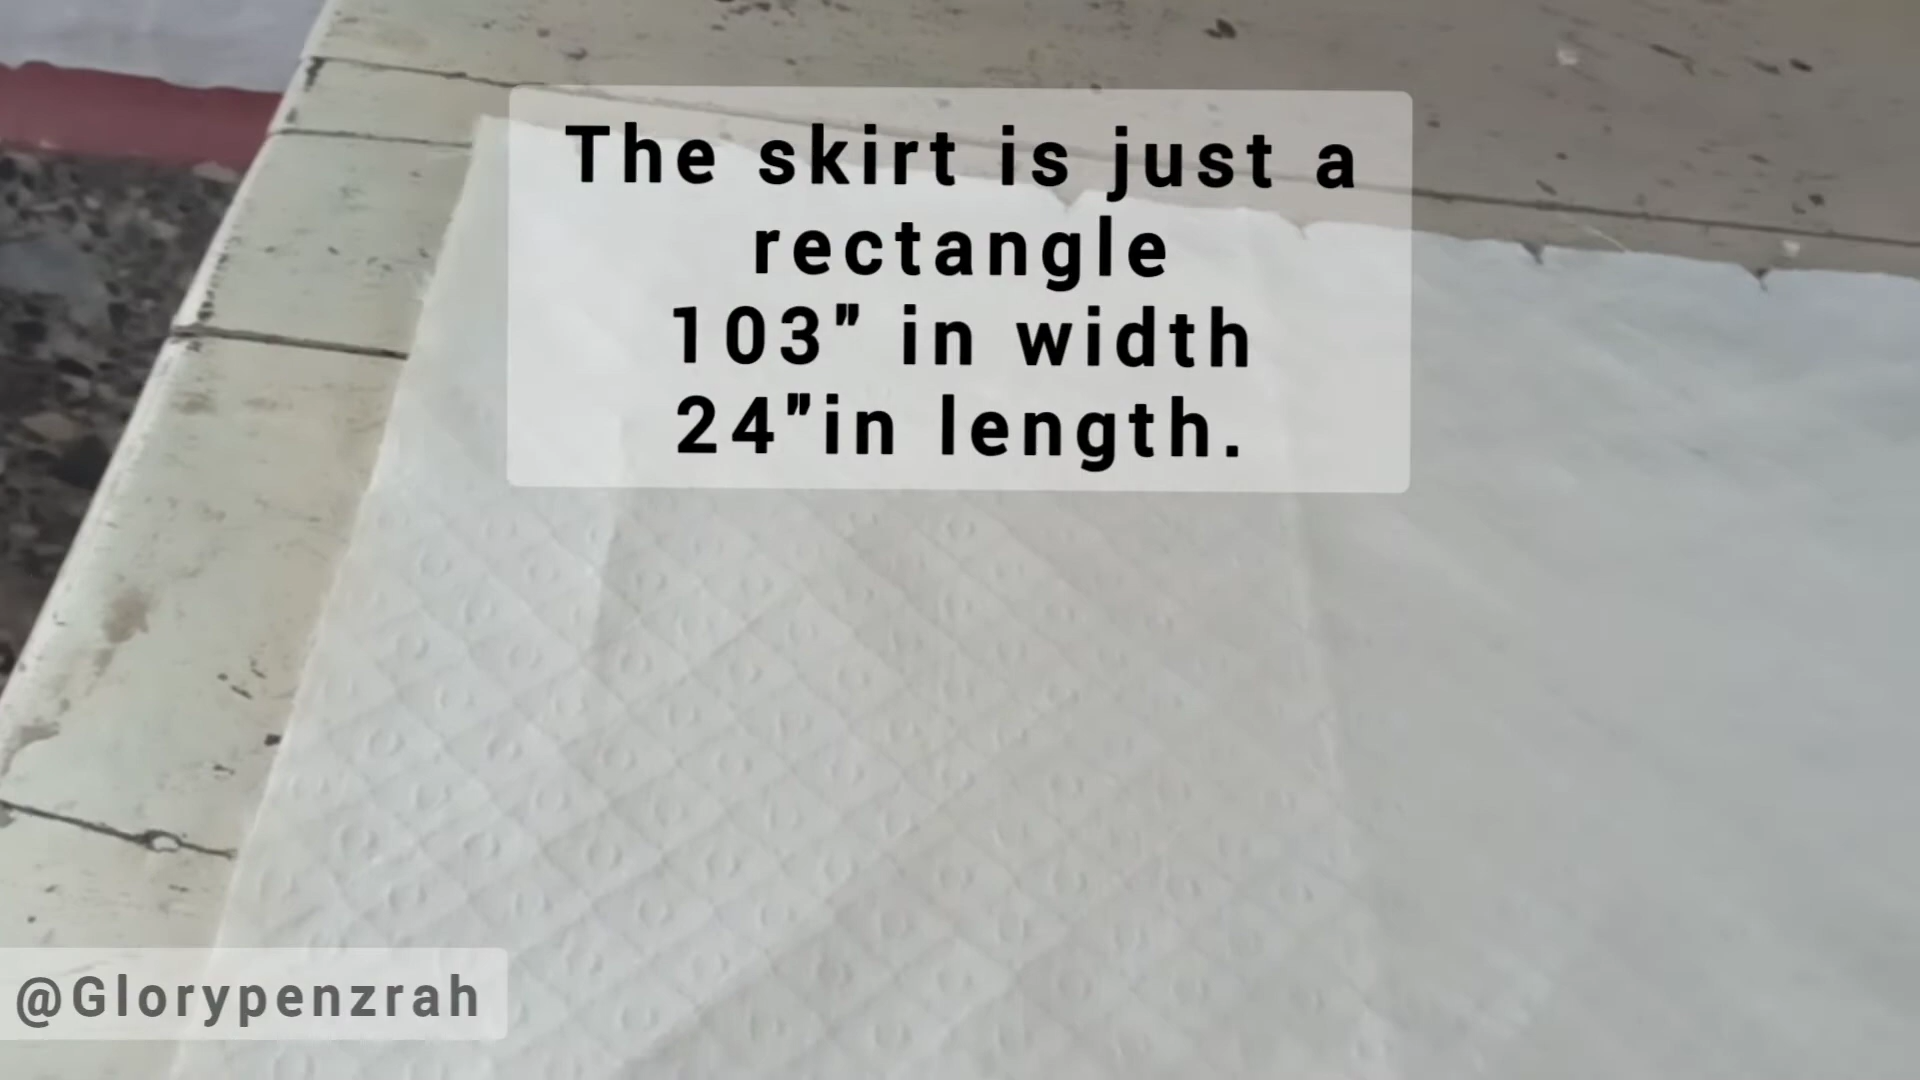 The skirt is just a
rectangle
103" in width
24"in length.
@Glorypenzrah